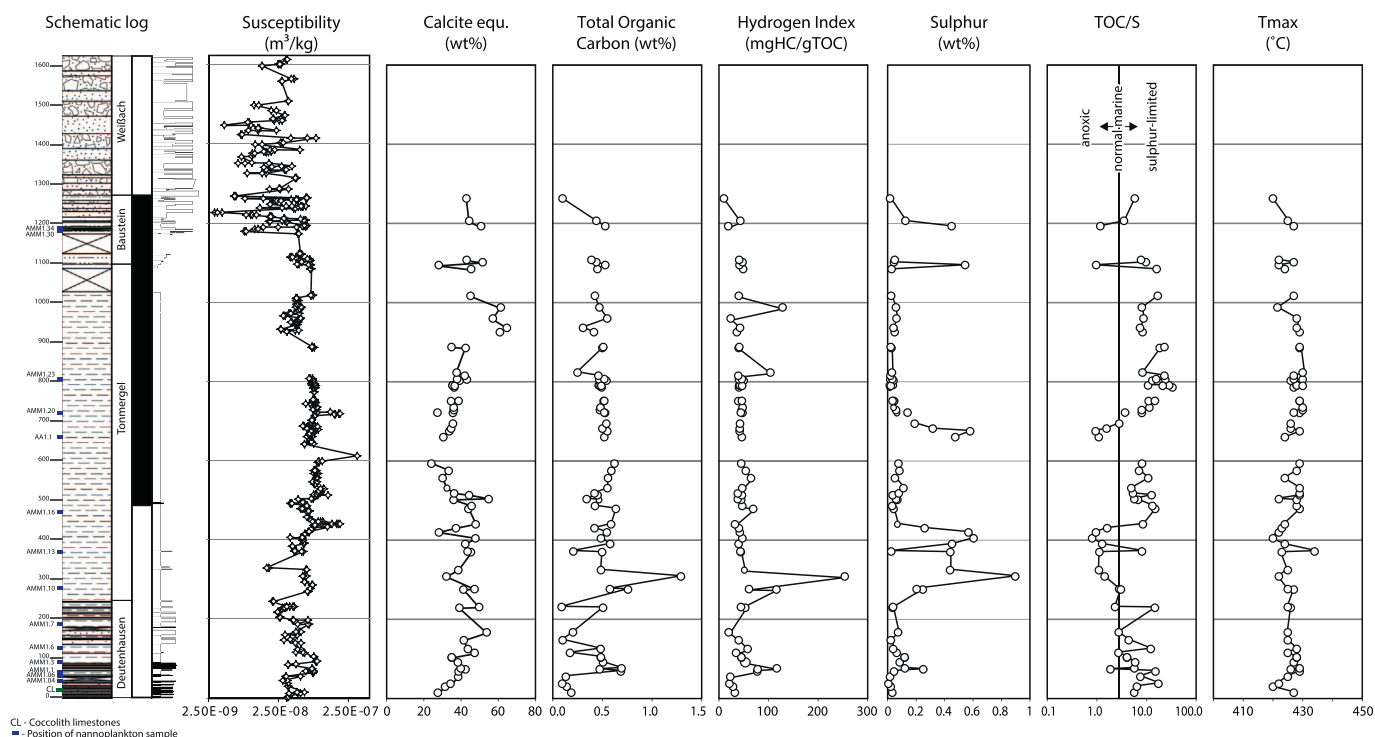 Schematic log
Susceptibility
(m³/kg)
Calcite equ.
(wt%)
Total Organic
Carbon (wt%)
Hydrogen Index
(mgHC/gTOC)
Sulphur
(wt%)
TOC/S
Tmax
(˚C)
1600
1500
1400
1300
1200
AMM1.34
AMM1.30
1100
1000
900
AMM1.23
800
AMM1.20
700
AA1.1
600
500
AMM1.16
400
AMM1.13
300
AMM1.10
200
AMM1.7
AMM1.6
100
AMM1.3
AMM1.1
AMM1.06
AMM1.04
CL
0
Weißach
Baustein
Tonmergel
Deutenhausen
anoxic
normal-marine
sulphur-limited
2.50E-09 2.50E-08 2.50E-07
0 20 40 60 80
0.0 0.5 1.0 1.5
0 100 200 300
0 0.2 0.4 0.6 0.8 1
0.1 1.0 10.0 100.0
410 430 450
CL - Coccolith limestones
- Position of nannoplankton sample